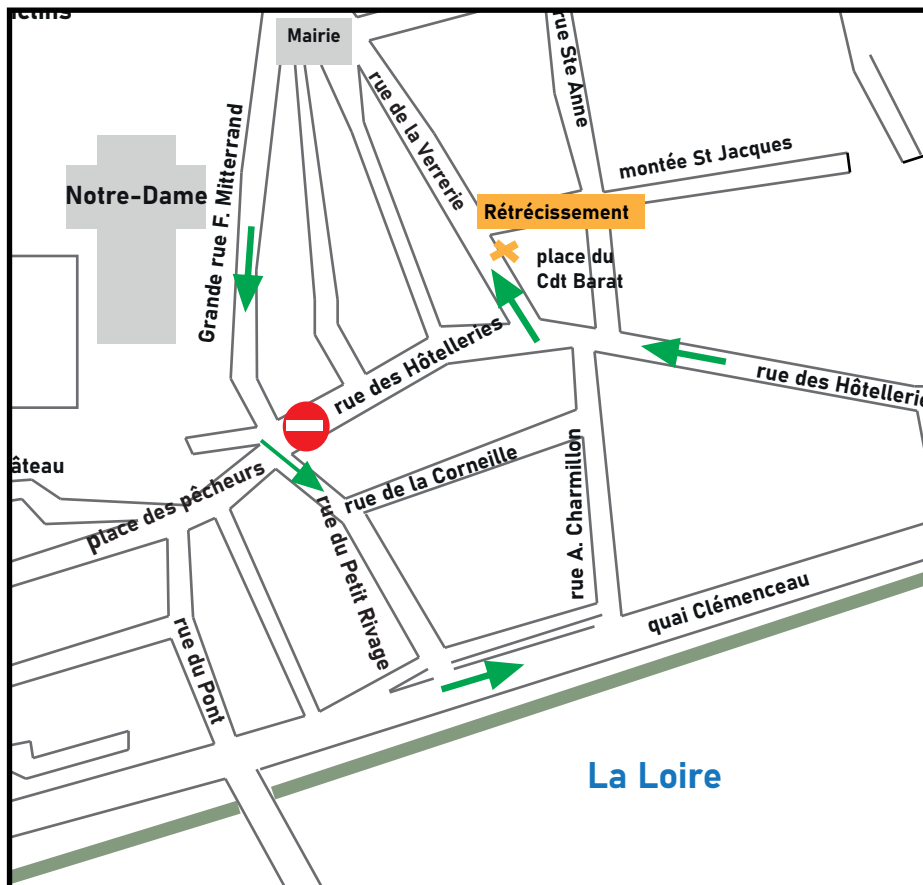 Mairie
rue Ste Anne
rue de la Verrerie
montée St Jacques
Grande rue F. Mitterrand
Notre-Dame
Rétrécissement
place du
Cdt Barat
rue des Hôtelleries
rue des Hôtellerie
âteau
place des pêcheurs
rue de la Corneille
rue A. Charmillon
rue du Petit Rivage
quai Clémenceau
rue du Pont
La Loire